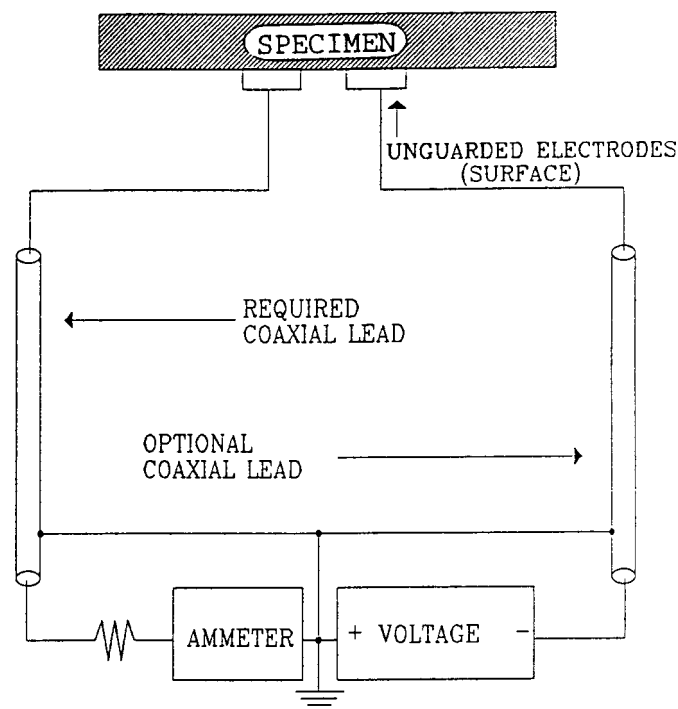 SPECIMEN
UNGUARDED ELECTRODES
(SURFACE)
REQUIRED
COAXIAL LEAD
OPTIONAL
COAXIAL LEAD
AMMETER
+ VOLTAGE -